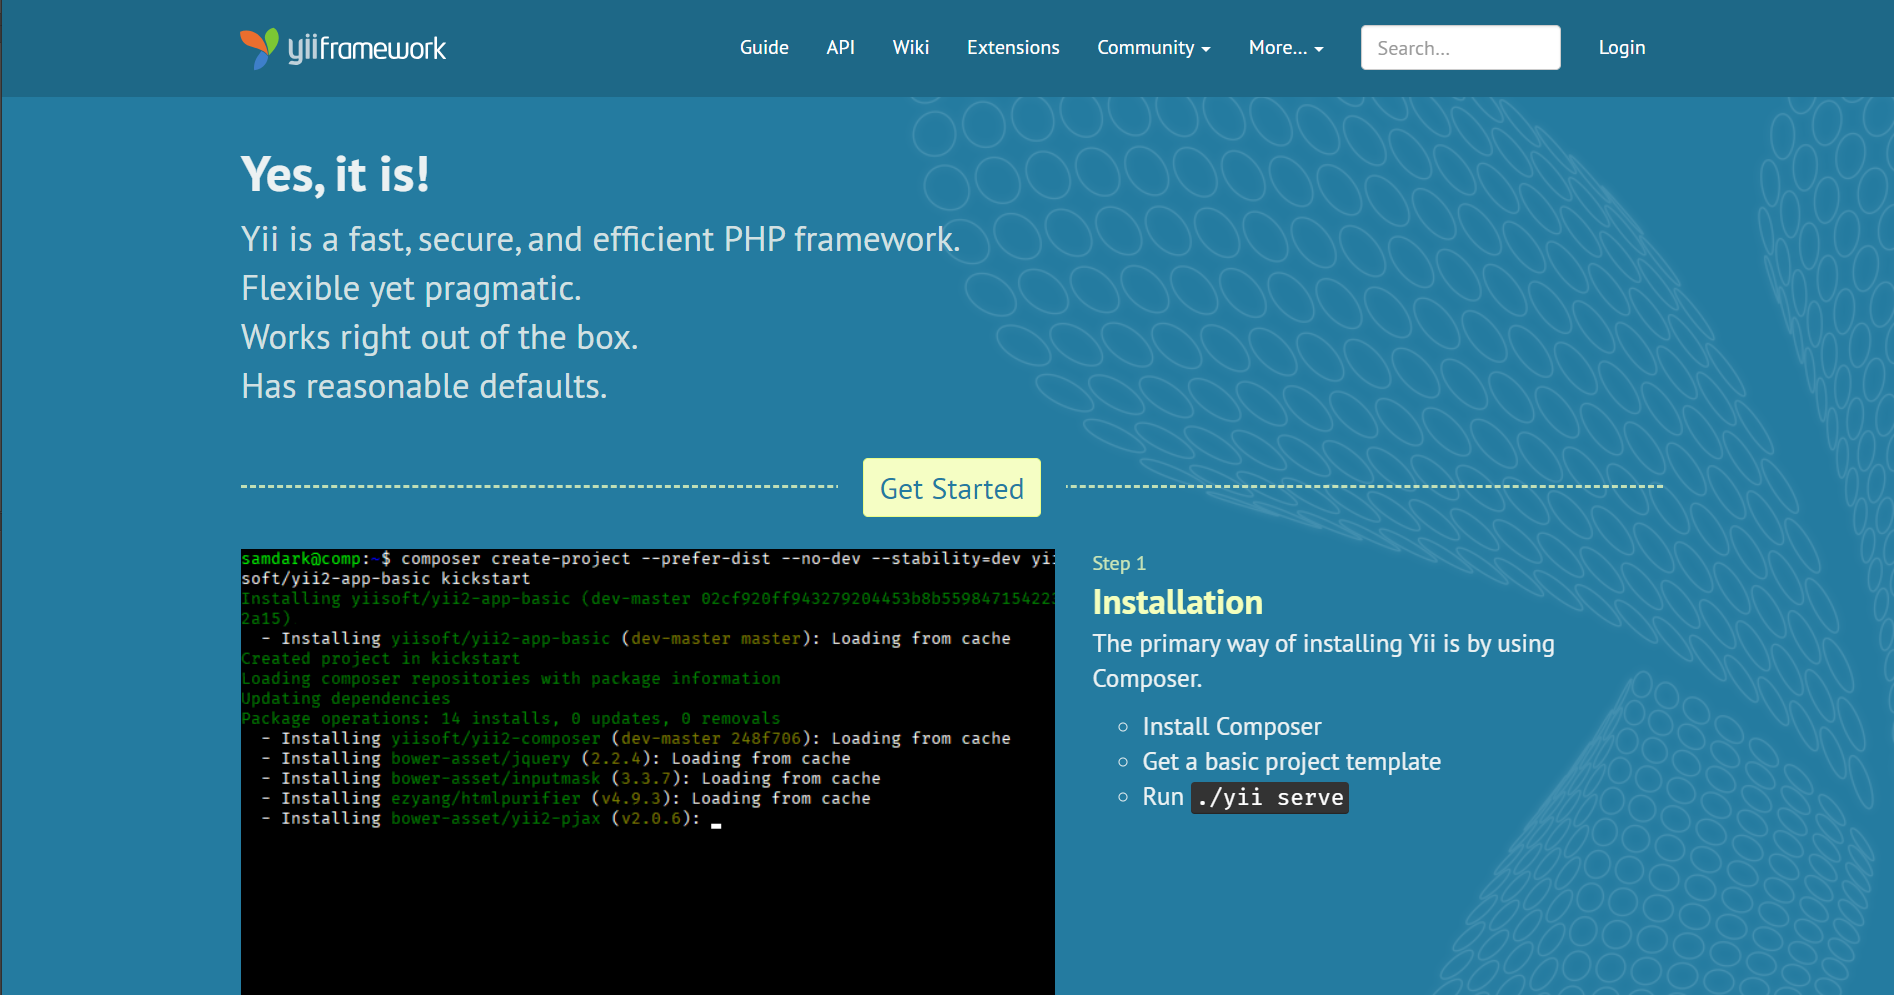 yiiframework
Guide API Wiki Extensions Community More... Search... Login
Yes, it is!
Yii is a fast, secure, and efficient PHP framework.
Flexible yet pragmatic.
Works right out of the box.
Has reasonable defaults.
Get Started
samdark@comp:~$ composer create-project --prefer-dist --no-dev --stability=dev yii
soft/yii2-app-basic kickstart
Installing yiisoft/yii2-app-basic (dev-master 02cf920ff943279204453b8b559847154223
2a15)
- Installing yiisoft/yii2-app-basic (dev-master master): Loading from cache
Created project in kickstart
Loading composer repositories with package information
Updating dependencies
Package operations: 14 installs, 0 updates, 0 removals
- Installing yiisoft/yii2-composer (dev-master 248f706): Loading from cache
- Installing bower-asset/jquery (2.2.4): Loading from cache
- Installing bower-asset/inputmask (3.3.7): Loading from cache
- Installing ezyang/htmlpurifier (v4.9.3): Loading from cache
- Installing bower-asset/yii2-pjax (v2.0.6):
Step 1
Installation
The primary way of installing Yii is by using
Composer.
Install Composer
Get a basic project template
Run ./yii serve